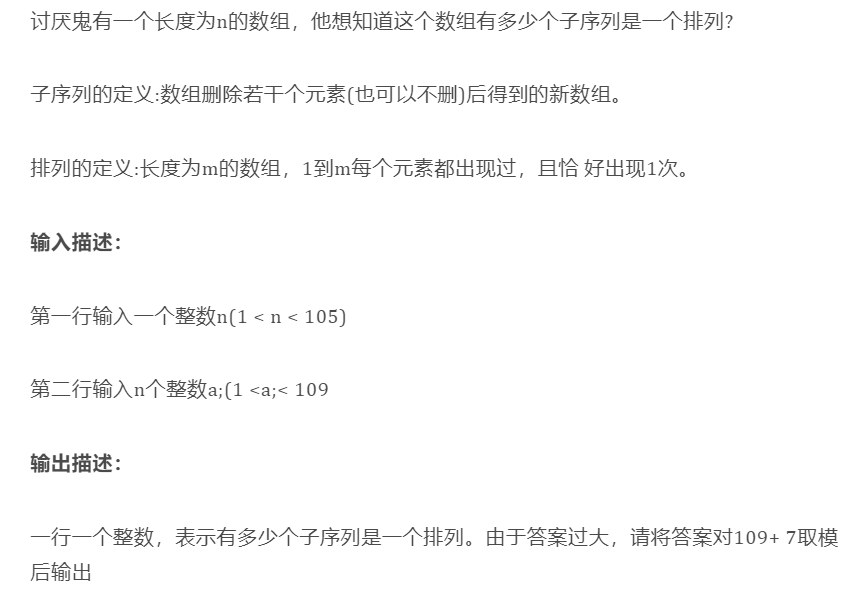 讨厌鬼有一个长度为n的数组，他想知道这个数组有多少个子序列是一个排列?
子序列的定义:数组删除若干个元素(也可以不删)后得到的新数组。
排列的定义:长度为m的数组，1到m每个元素都出现过，且恰 好出现1次。
输入描述：
第一行输入一个整数n(1 < n < 105)
第二行输入n个整数a;(1 <a;< 109
输出描述：
一行一个整数，表示有多少个子序列是一个排列。由于答案过大，请将答案对109+ 7取模
后输出